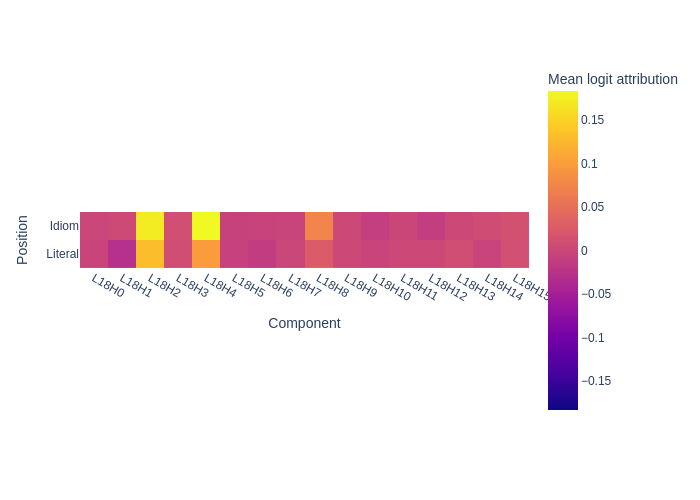 Mean logit attribution
0.15
0.1
0.05
0
−0.05
−0.1
−0.15
Position
Idiom
Literal
L18H0
L18H1
L18H2
L18H3
L18H4
L18H5
L18H6
L18H7
L18H8
L18H9
L18H10
L18H11
L18H12
L18H13
L18H14
L18H15
Component